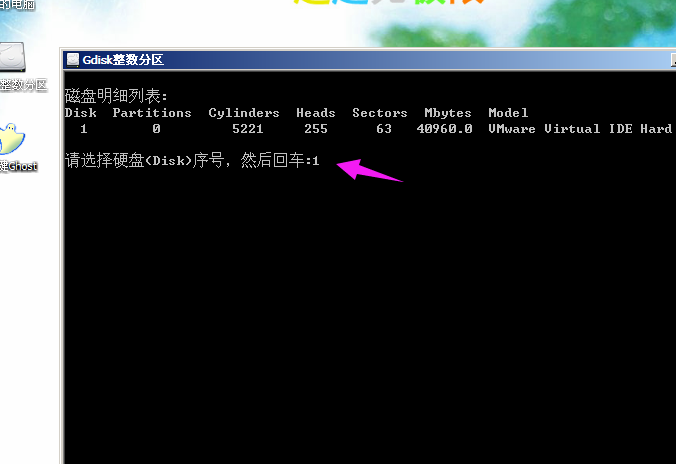 的电脑
整数分区
键Ghost
Gdisk整数分区
磁盘明细列表:
Disk Partitions Cylinders Heads Sectors Mbytes Model
1 0 5221 255 63 40960.0 VMware Virtual IDE Hard
请选择硬盘(Disk)序号，然后回车:1